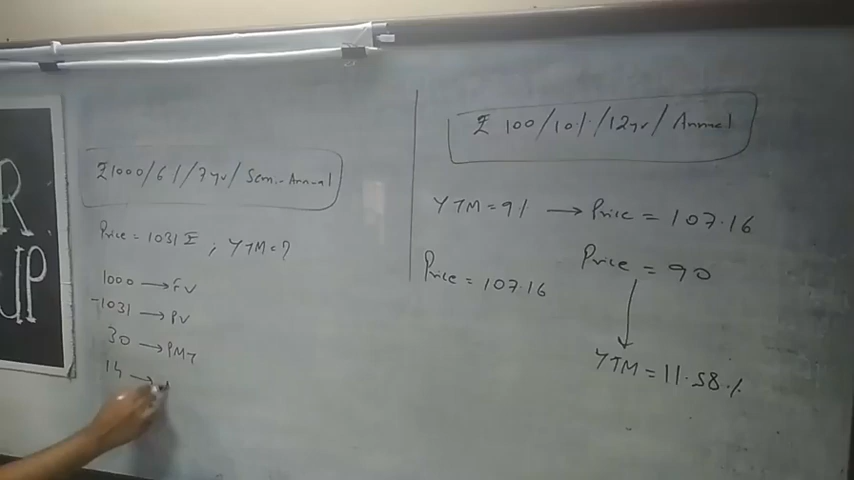 R
UP
₹1000/6%/7yr/Semi-Annual
Price = 1031 ₹ ; YTM = ?
1000 → FV
-1031 → PV
30 → PMT
14 →
₹ 100/10%/12yr/Annual
YTM = 9% → Price = 107.16
Price = 107.16
Price = 90
YTM = 11.58%